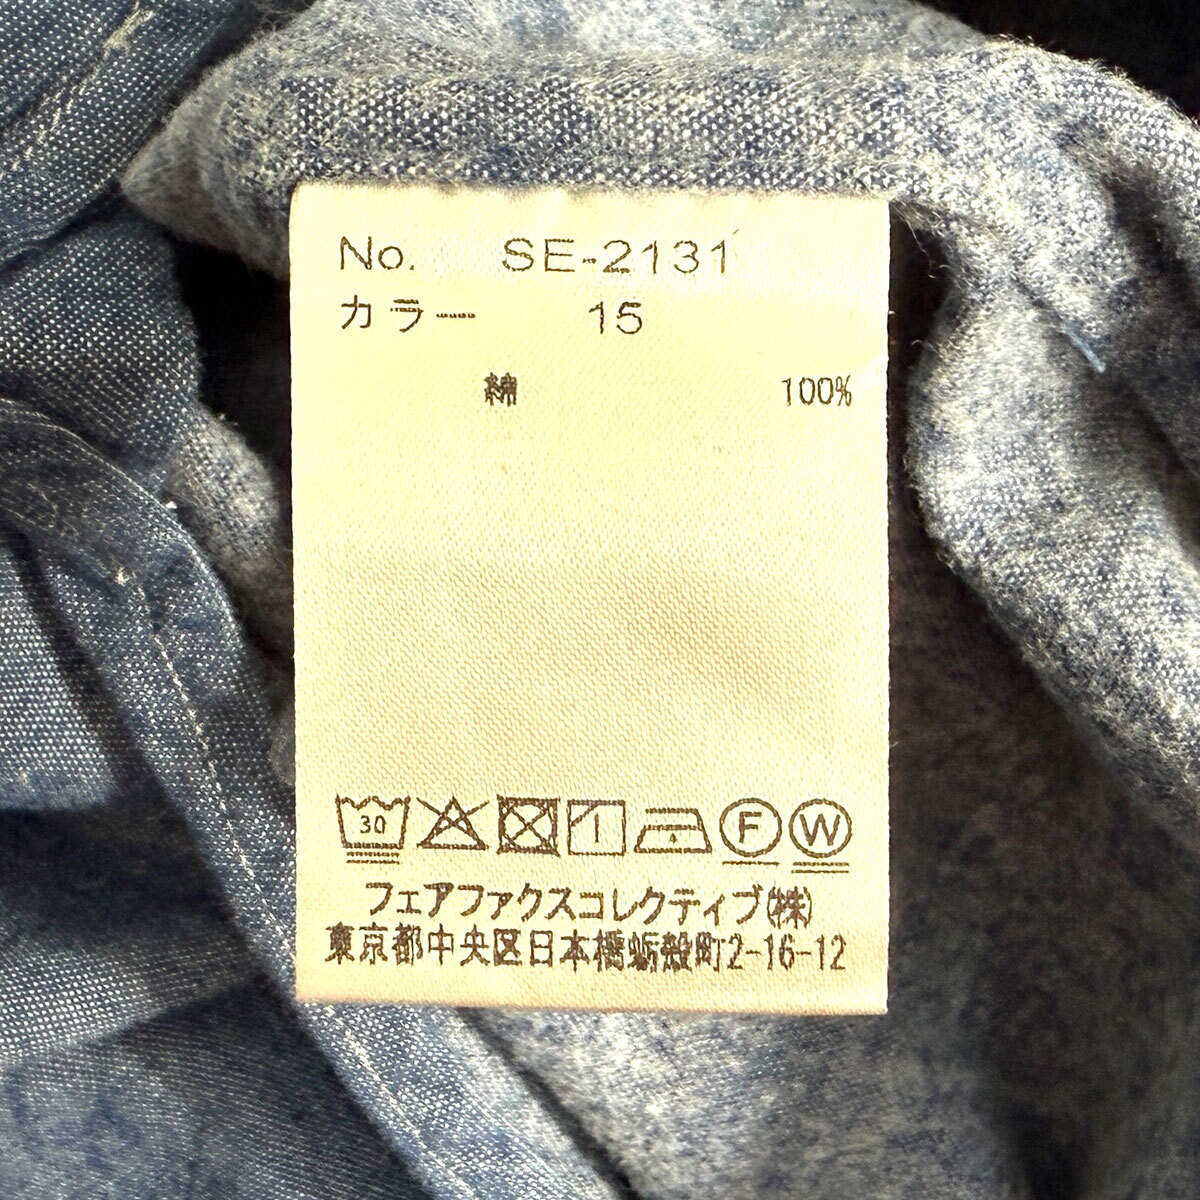 No. SE-2131
カラー 15
綿 100%
30
F W
フェアファクスコレクティブ(株)
東京都中央区日本橋蛎殻町2-16-12